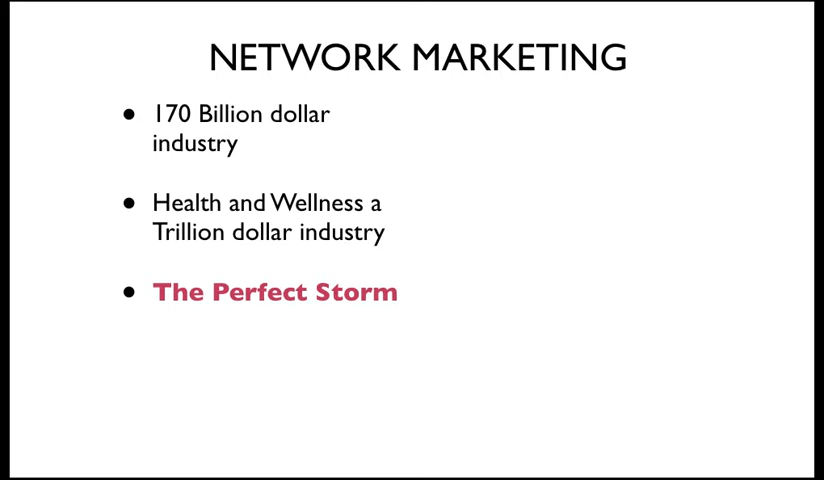 NETWORK MARKETING
• 170 Billion dollar
industry
• Health and Wellness a
Trillion dollar industry
• The Perfect Storm